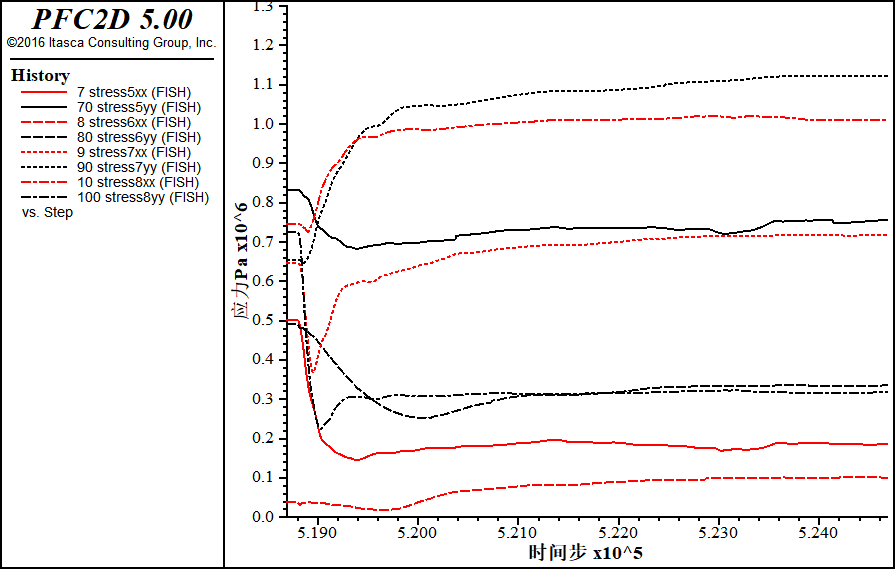 PFC2D 5.00
©2016 Itasca Consulting Group, Inc.
History
7 stress5xx (FISH)
70 stress5yy (FISH)
8 stress6xx (FISH)
80 stress6yy (FISH)
9 stress7xx (FISH)
90 stress7yy (FISH)
10 stress8xx (FISH)
100 stress8yy (FISH)
vs. Step
应力Pa x10^6
1.3
1.2
1.1
1.0
0.9
0.8
0.7
0.6
0.5
0.4
0.3
0.2
0.1
0.0
5.190 5.200 5.210 5.220 5.230 5.240
时间步 x10^5